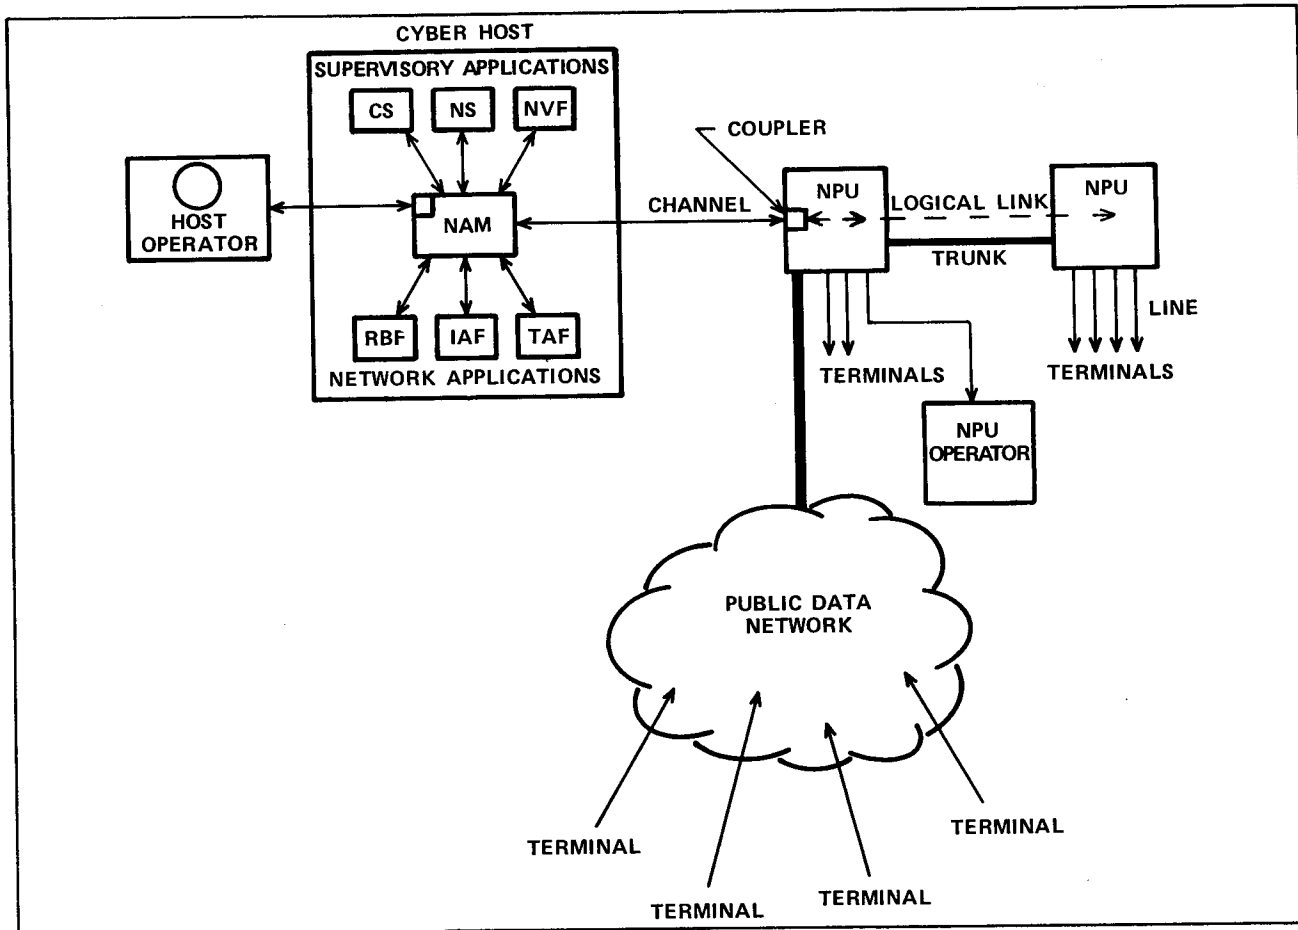 CYBER HOST
SUPERVISORY APPLICATIONS
CS
NS
NVF
HOST
OPERATOR
NAM
RBF
IAF
TAF
NETWORK APPLICATIONS
COUPLER
CHANNEL
NPU
LOGICAL LINK
NPU
TRUNK
LINE
TERMINALS
TERMINALS
NPU
OPERATOR
PUBLIC DATA
NETWORK
TERMINAL
TERMINAL
TERMINAL
TERMINAL